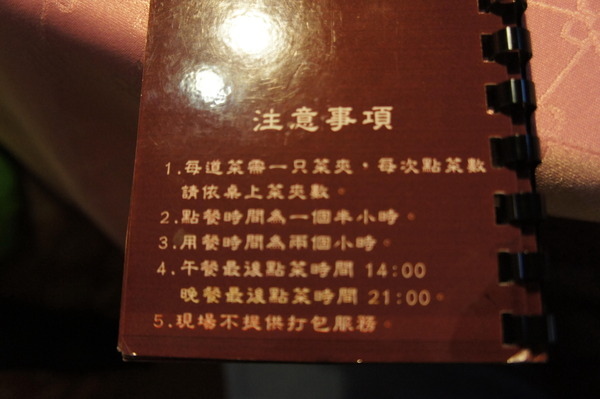 注意事項
1.每道菜需一只菜夾，每次點菜數
請依桌上菜夾數。
2.點餐時間為一個半小時。
3.用餐時間為兩個小時。
4.午餐最後點菜時間 14:00
晚餐最後點菜時間 21:00。
5.現場不提供打包服務。